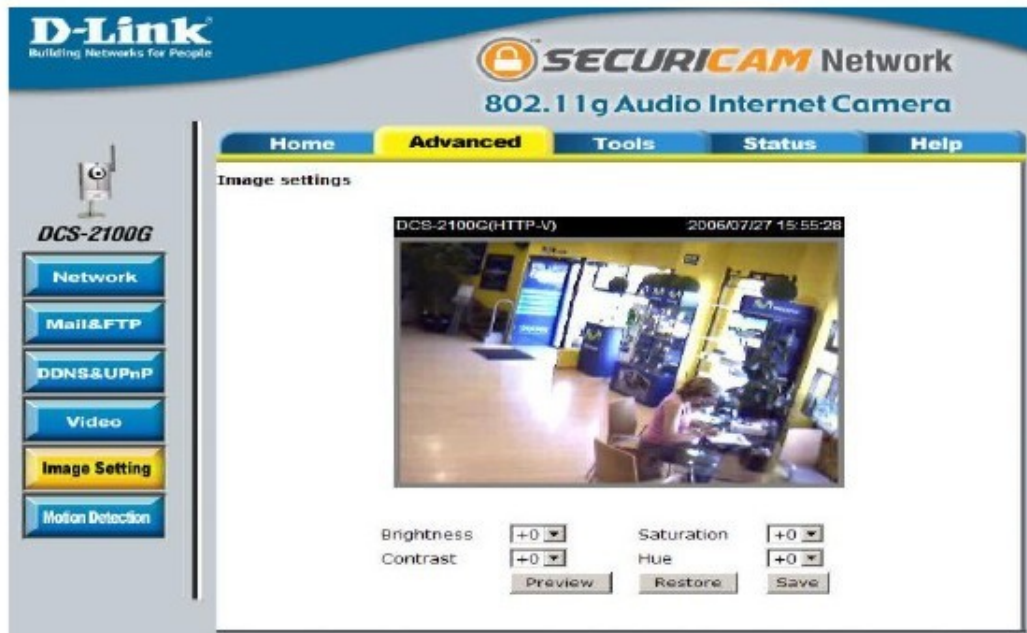 D-Link
Building Networks for People
SECURICAM Network
802.11g Audio Internet Camera
Home Advanced Tools Status Help
DCS-2100G
Network
Mail&FTP
DDNS&UPnP
Video
Image Setting
Motion Detection
Image settings
DCS-2100G(HTTP-V) 2006/07/27 15:55:28
Brightness +0 Saturation +0
Contrast +0 Hue +0
Preview Restore Save